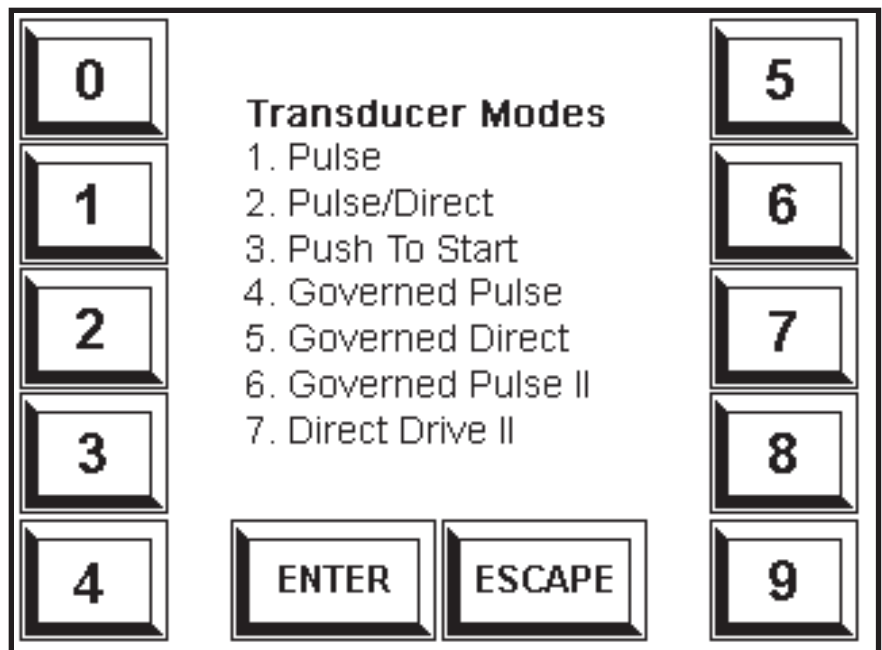 0
1
2
3
4
Transducer Modes
1. Pulse
2. Pulse/Direct
3. Push To Start
4. Governed Pulse
5. Governed Direct
6. Governed Pulse II
7. Direct Drive II
ENTER ESCAPE
5
6
7
8
9